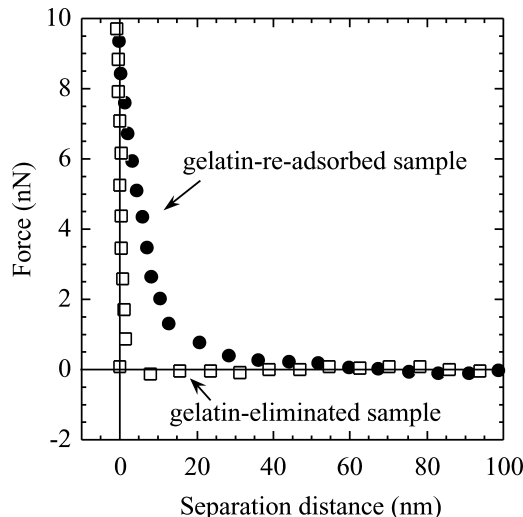 10
8
6
4
2
0
-2
Force (nN)
gelatin-re-adsorbed sample
gelatin-eliminated sample
0 20 40 60 80 100
Separation distance (nm)